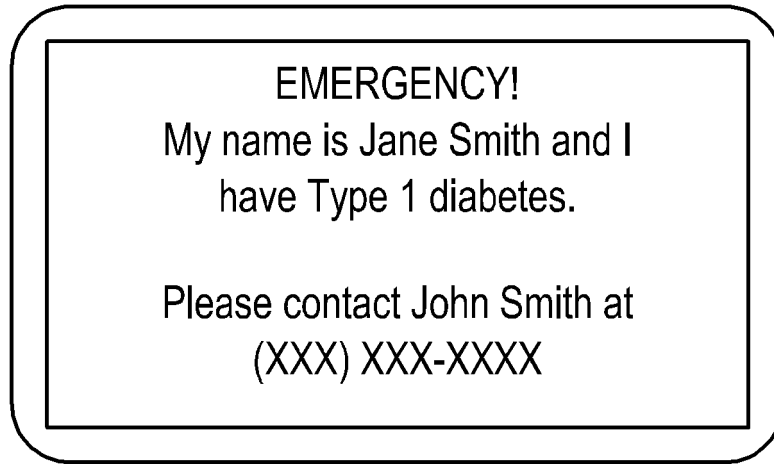 EMERGENCY!
My name is Jane Smith and I
have Type 1 diabetes.
Please contact John Smith at
(XXX) XXX-XXXX